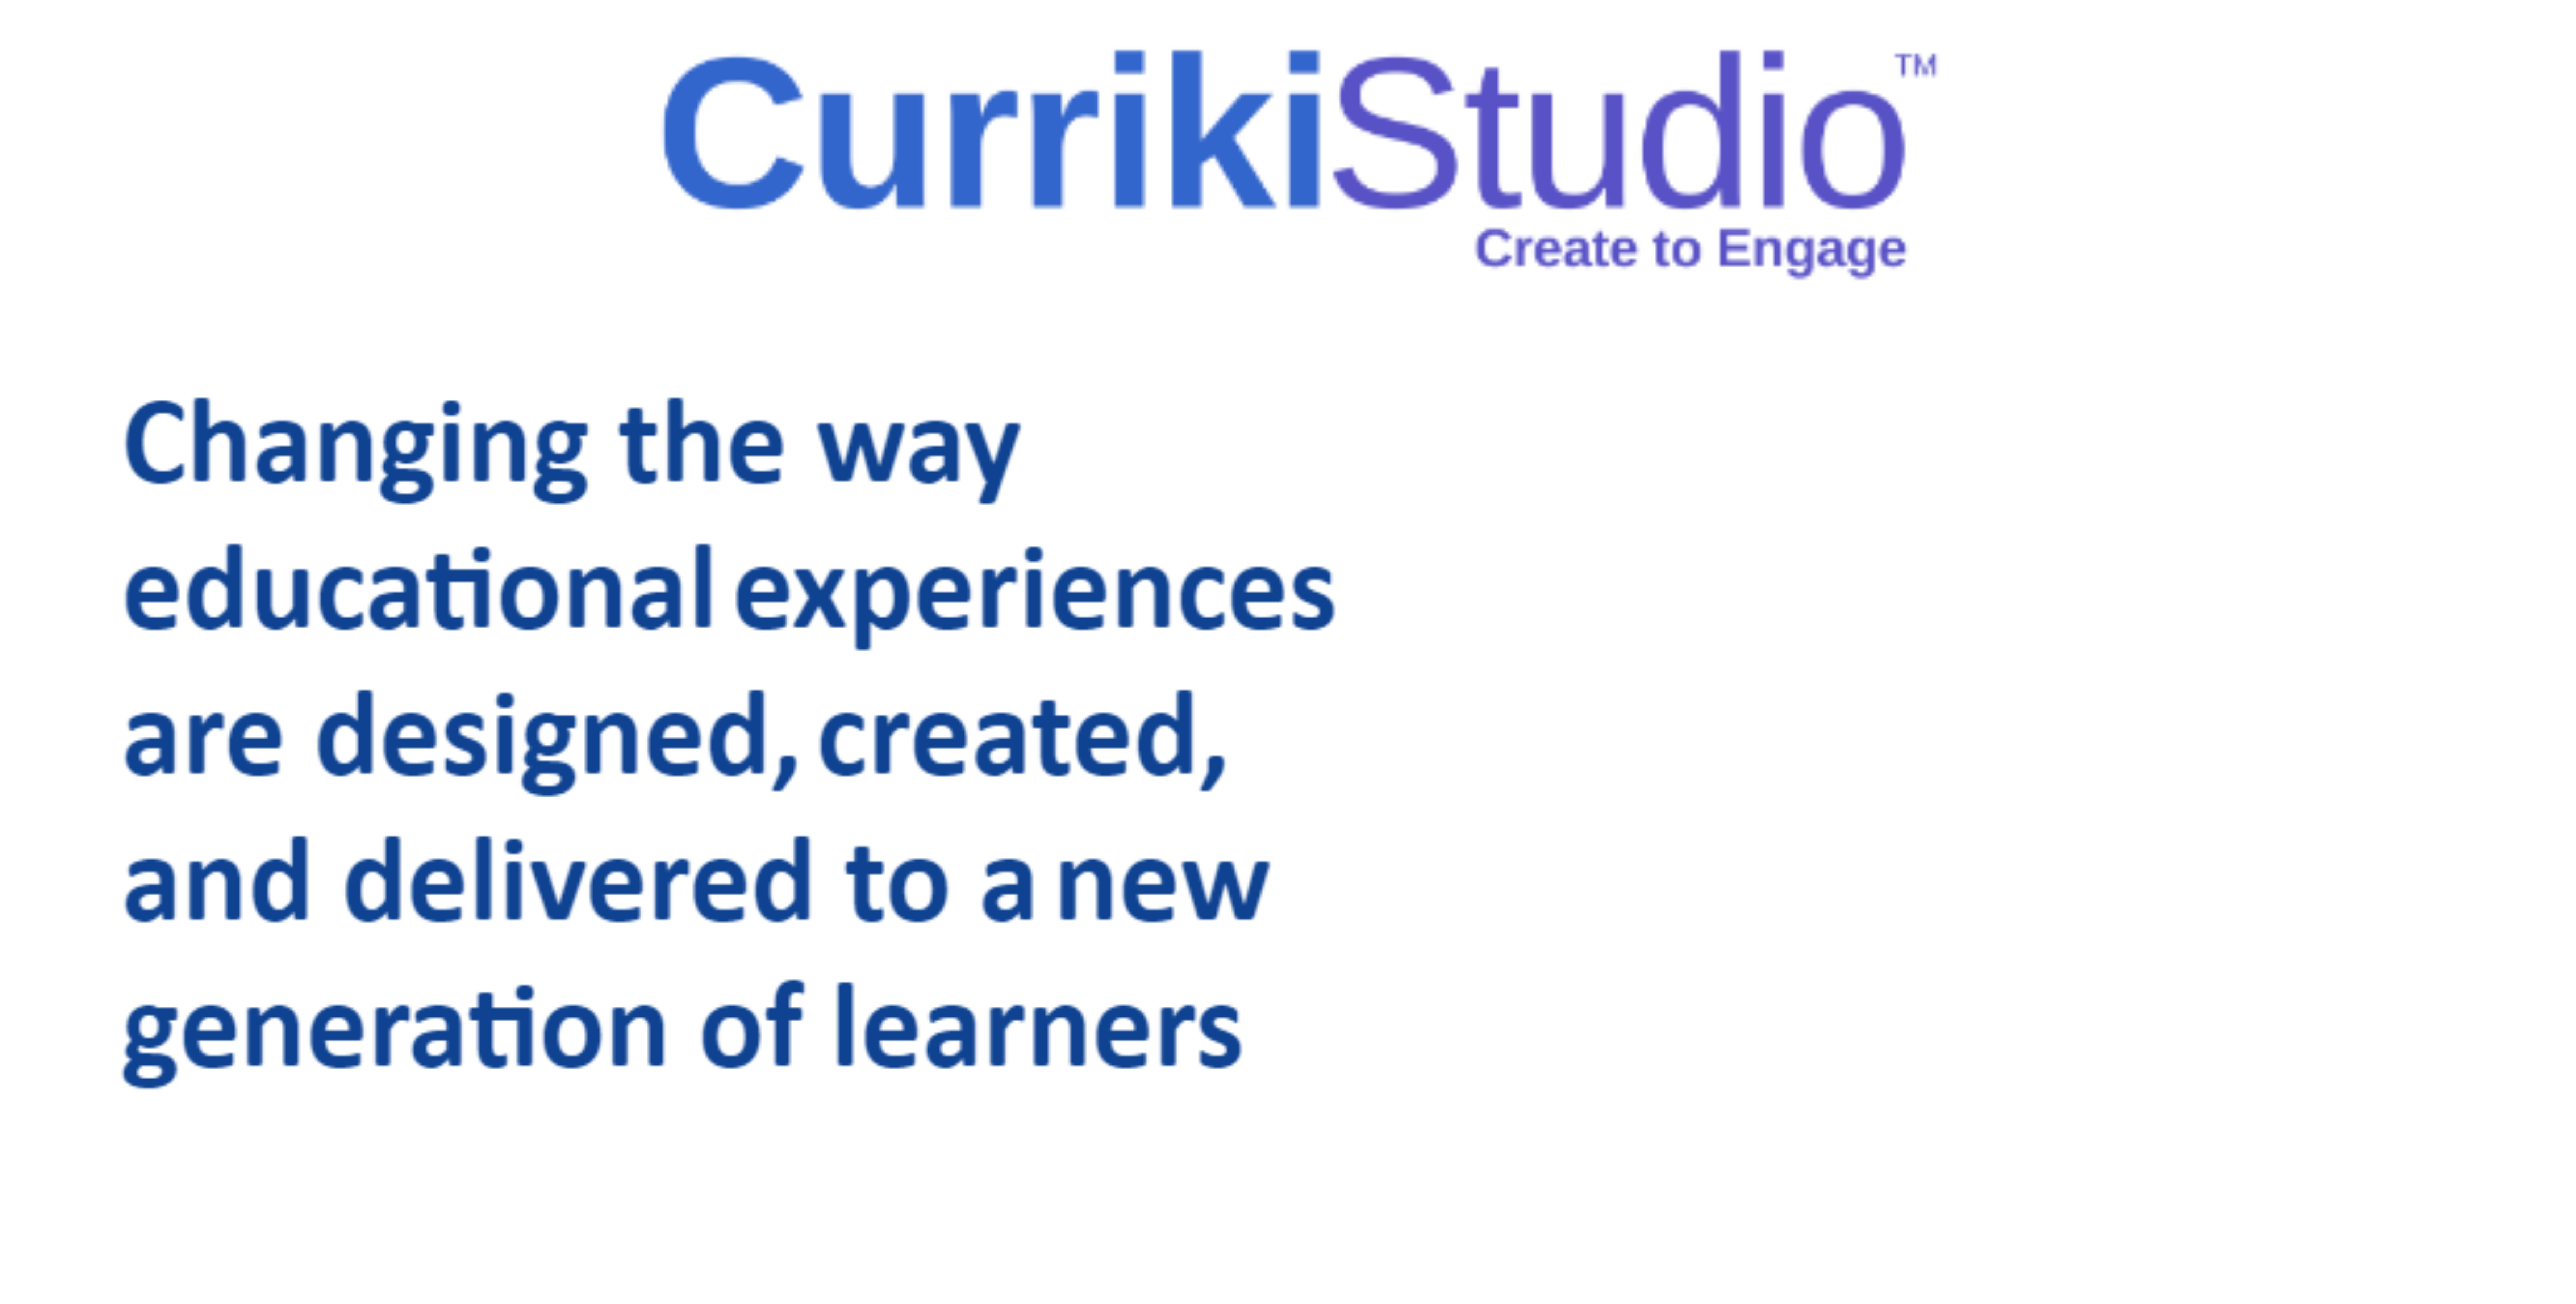 CurrikiStudio™
Create to Engage
Changing the way
educational experiences
are designed, created,
and delivered to a new
generation of learners